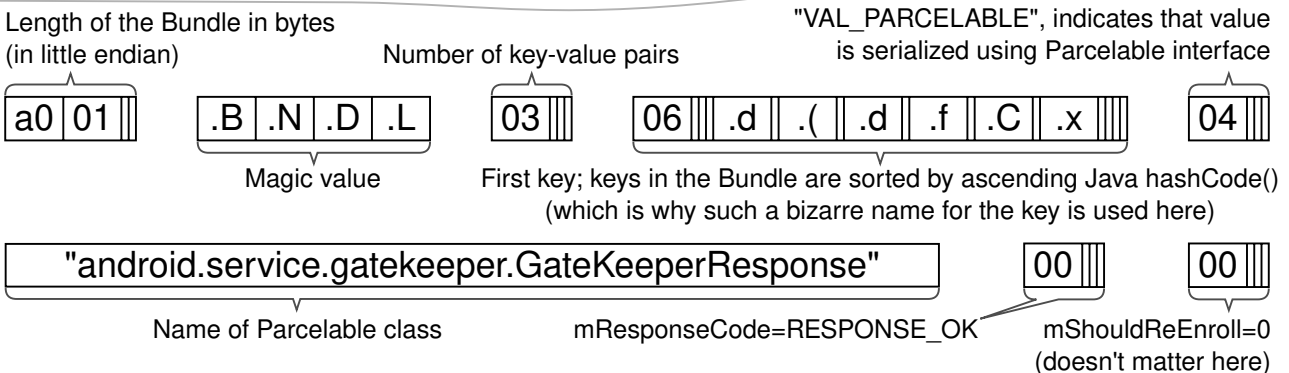 Length of the Bundle in bytes
(in little endian)
Number of key-value pairs
"VAL_PARCELABLE", indicates that value
is serialized using Parcelable interface
a0 01 .B .N .D .L 03 06 .d .( .d .f .C .x 04
Magic value
First key; keys in the Bundle are sorted by ascending Java hashCode()
(which is why such a bizarre name for the key is used here)
"android.service.gatekeeper.GateKeeperResponse" 00 00
Name of Parcelable class
mResponseCode=RESPONSE_OK
mShouldReEnroll=0
(doesn't matter here)